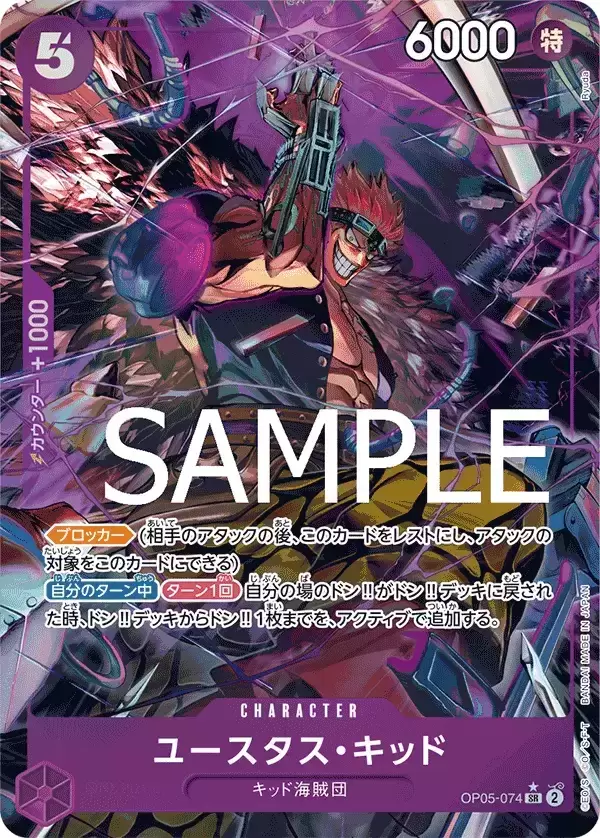 5
6000 特
Ryuda
カウンター +1000
SAMPLE
ブロッカー (相手のアタックの後、このカードをレストにし、アタックの
対象をこのカードにできる)
自分のターン中 ターン1回 自分の場のドン!!がドン!!デッキに戻され
た時、ドン!!デッキからドン!!1枚までを、アクティブで追加する。
BANDAI MADE IN JAPAN
CHARACTER
ユースタス・キッド
キッド海賊団
OP05-074 SR ★ 2